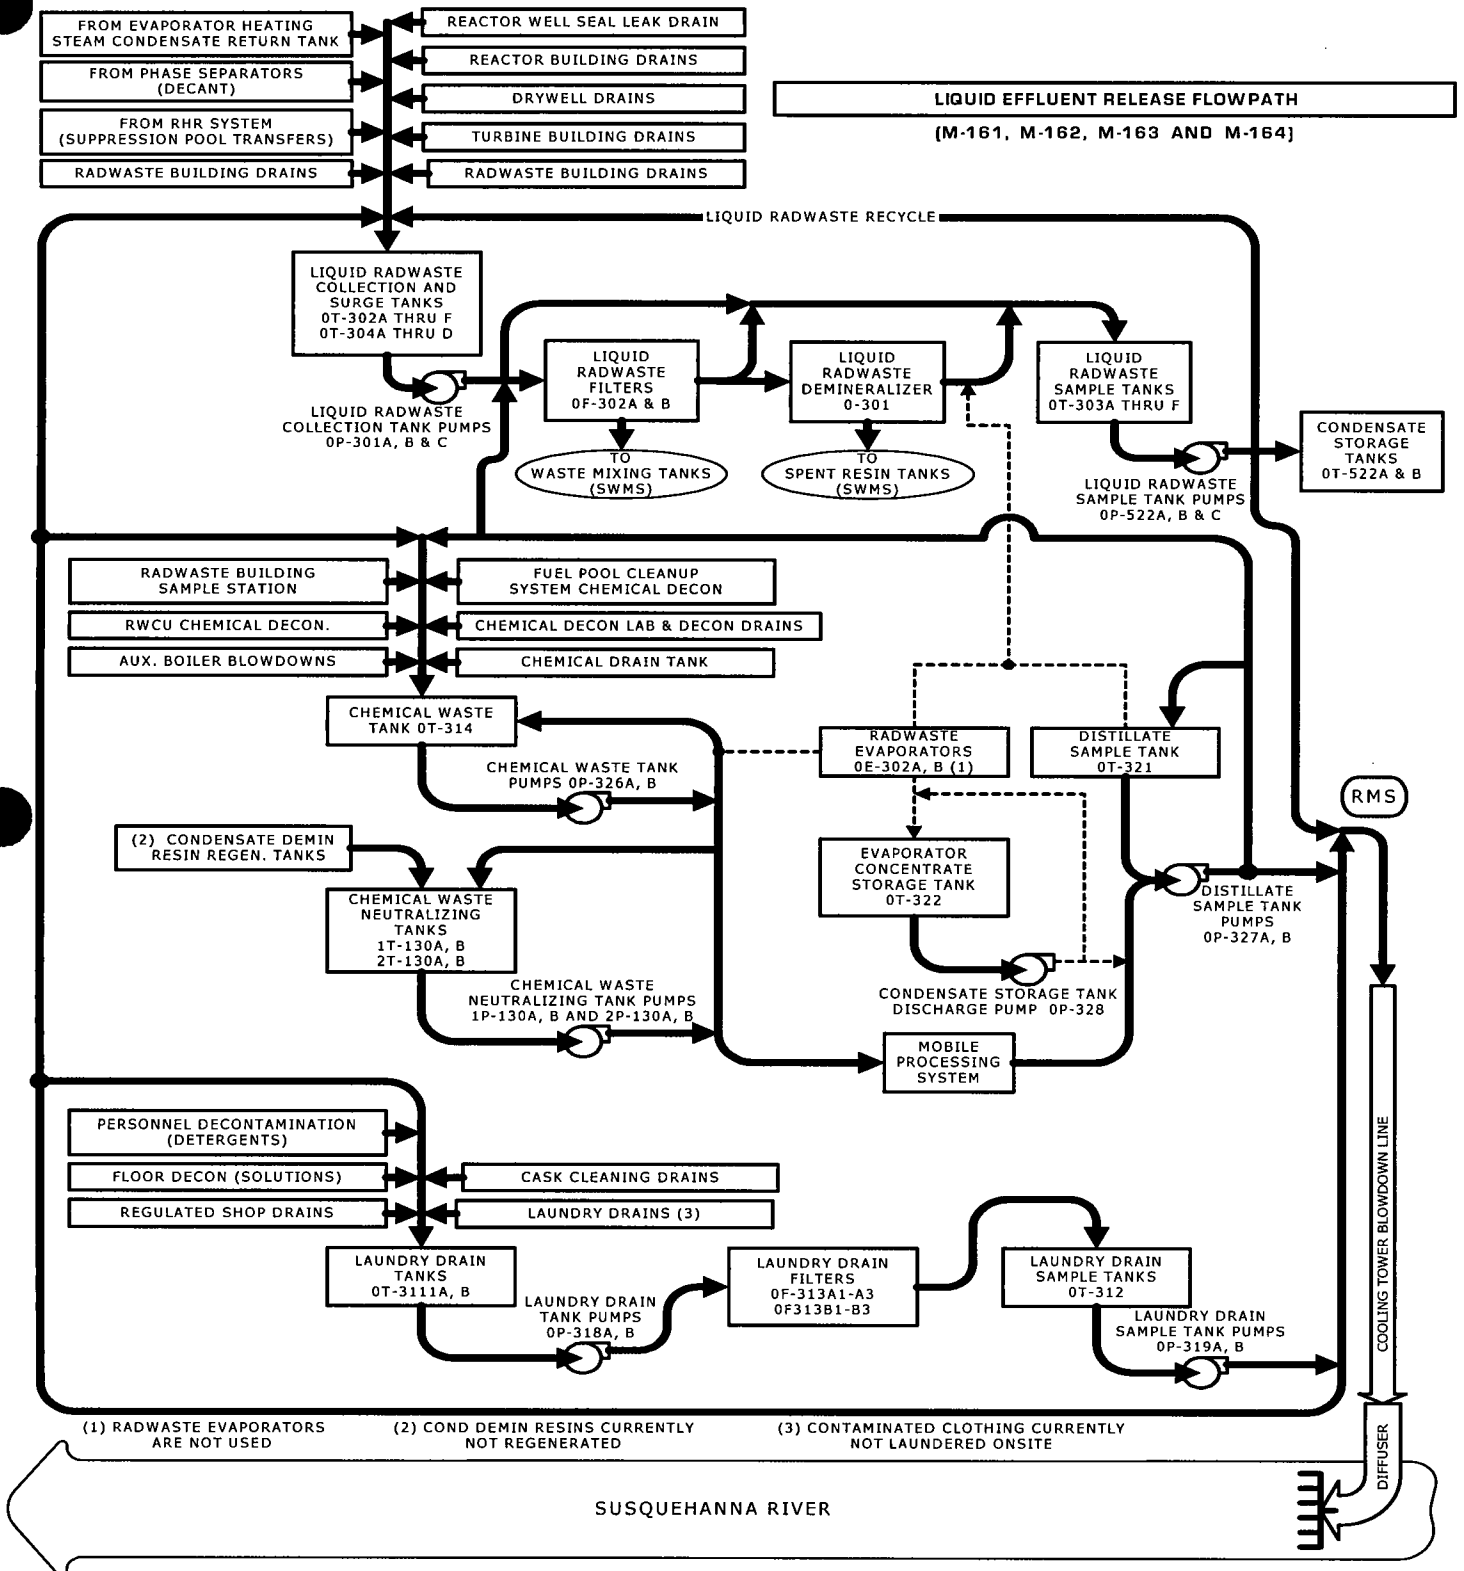 FROM EVAPORATOR HEATING
STEAM CONDENSATE RETURN TANK
FROM PHASE SEPARATORS
(DECANT)
FROM RHR SYSTEM
(SUPPRESSION POOL TRANSFERS)
RADWASTE BUILDING DRAINS
REACTOR WELL SEAL LEAK DRAIN
REACTOR BUILDING DRAINS
DRYWELL DRAINS
TURBINE BUILDING DRAINS
RADWASTE BUILDING DRAINS
LIQUID EFFLUENT RELEASE FLOWPATH
[M-161, M-162, M-163 AND M-164]
LIQUID RADWASTE RECYCLE
LIQUID RADWASTE
COLLECTION AND
SURGE TANKS
0T-302A THRU F
0T-304A THRU D
LIQUID RADWASTE
COLLECTION TANK PUMPS
0P-301A, B & C
LIQUID
RADWASTE
FILTERS
0F-302A & B
TO
WASTE MIXING TANKS
(SWMS)
LIQUID
RADWASTE
DEMINERALIZER
0-301
TO
SPENT RESIN TANKS
(SWMS)
LIQUID
RADWASTE
SAMPLE TANKS
0T-303A THRU F
LIQUID RADWASTE
SAMPLE TANK PUMPS
0P-522A, B & C
CONDENSATE
STORAGE
TANKS
0T-522A & B
RADWASTE BUILDING
SAMPLE STATION
RWCU CHEMICAL DECON.
AUX. BOILER BLOWDOWNS
FUEL POOL CLEANUP
SYSTEM CHEMICAL DECON
CHEMICAL DECON LAB & DECON DRAINS
CHEMICAL DRAIN TANK
CHEMICAL WASTE
TANK 0T-314
CHEMICAL WASTE TANK
PUMPS 0P-326A, B
RADWASTE
EVAPORATORS
0E-302A, B (1)
DISTILLATE
SAMPLE TANK
0T-321
RMS
(2) CONDENSATE DEMIN
RESIN REGEN. TANKS
CHEMICAL WASTE
NEUTRALIZING
TANKS
1T-130A, B
2T-130A, B
CHEMICAL WASTE
NEUTRALIZING TANK PUMPS
1P-130A, B AND 2P-130A, B
EVAPORATOR
CONCENTRATE
STORAGE TANK
0T-322
CONDENSATE STORAGE TANK
DISCHARGE PUMP 0P-328
DISTILLATE
SAMPLE TANK
PUMPS
0P-327A, B
MOBILE
PROCESSING
SYSTEM
PERSONNEL DECONTAMINATION
(DETERGENTS)
FLOOR DECON (SOLUTIONS)
REGULATED SHOP DRAINS
CASK CLEANING DRAINS
LAUNDRY DRAINS (3)
LAUNDRY DRAIN
TANKS
0T-3111A, B
LAUNDRY DRAIN
TANK PUMPS
0P-318A, B
LAUNDRY DRAIN
FILTERS
0F-313A1-A3
0F313B1-B3
LAUNDRY DRAIN
SAMPLE TANKS
0T-312
LAUNDRY DRAIN
SAMPLE TANK PUMPS
0P-319A, B
COOLING TOWER BLOWDOWN LINE
DIFFUSER
(1) RADWASTE EVAPORATORS
ARE NOT USED
(2) COND DEMIN RESINS CURRENTLY
NOT REGENERATED
(3) CONTAMINATED CLOTHING CURRENTLY
NOT LAUNDERED ONSITE
SUSQUEHANNA RIVER